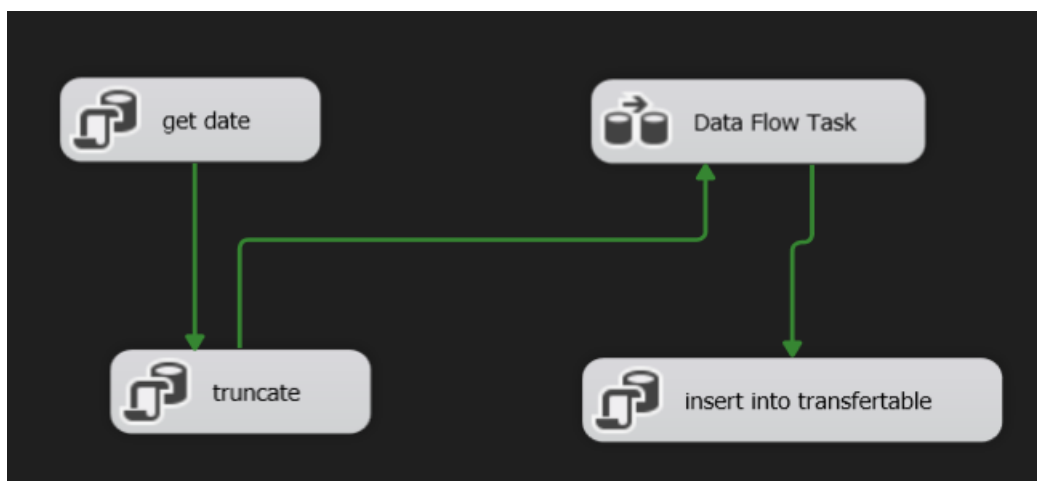 get date
Data Flow Task
truncate
insert into transfertable